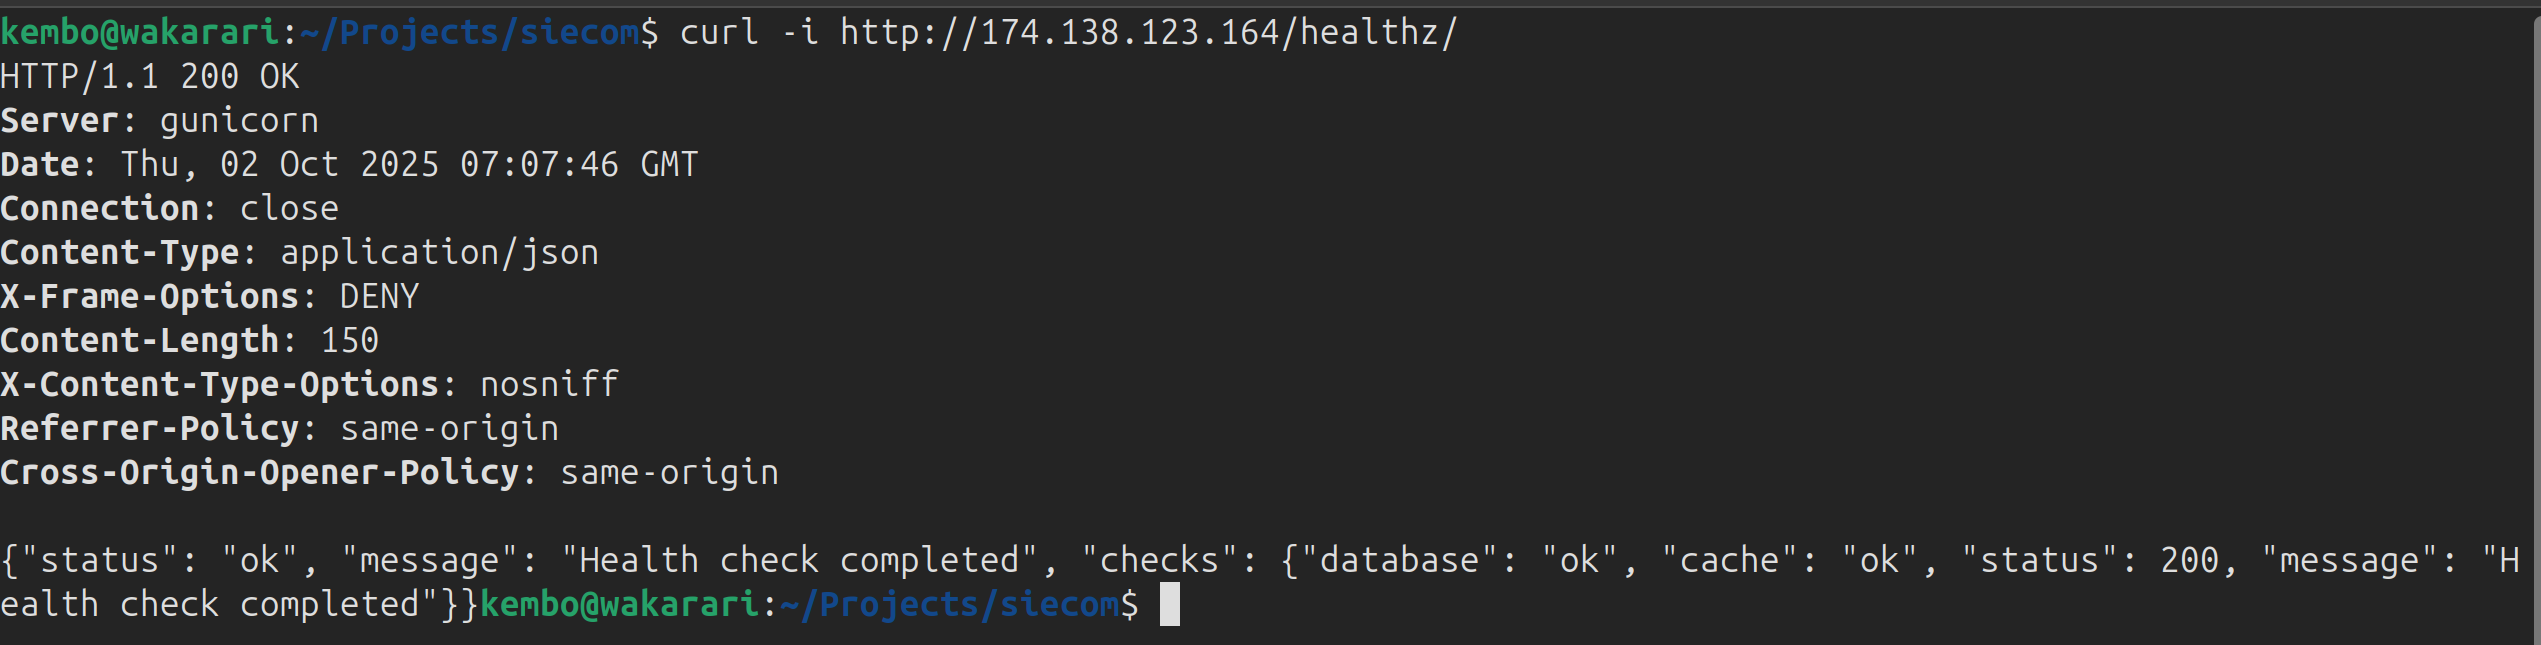 kembo@wakarari:~/Projects/siecom$ curl -i http://174.138.123.164/healthz/
HTTP/1.1 200 OK
Server: gunicorn
Date: Thu, 02 Oct 2025 07:07:46 GMT
Connection: close
Content-Type: application/json
X-Frame-Options: DENY
Content-Length: 150
X-Content-Type-Options: nosniff
Referrer-Policy: same-origin
Cross-Origin-Opener-Policy: same-origin

{"status": "ok", "message": "Health check completed", "checks": {"database": "ok", "cache": "ok", "status": 200, "message": "H
ealth check completed"}}kembo@wakarari:~/Projects/siecom$